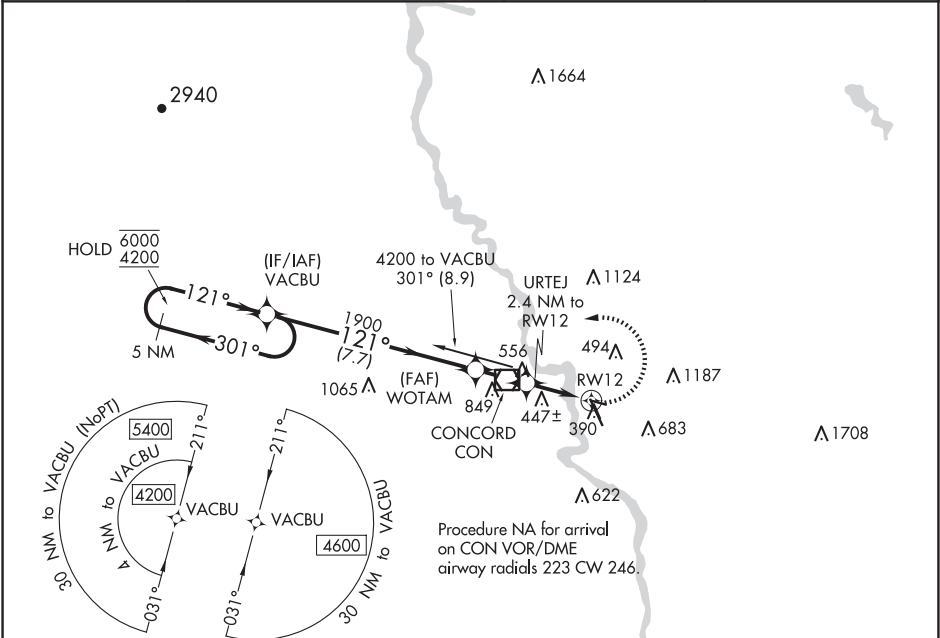 2940
1664
HOLD 6000
4200
(IF/IAF)
VACBU
4200 to VACBU
301° (8.9)
URTEJ
2.4 NM to
RW12
1124
121°
301°
5 NM
1900
121°
(7.7)
1065
(FAF)
WOTAM
849
556
CONCORD
CON
447±
494
RW12
390
1187
683
1708
622
30 NM to VACBU (NoPT)
5400
211°
4 NM to VACBU
4200
VACBU
031°
211°
VACBU
4600
30 NM to VACBU
031°
Procedure NA for arrival
on CON VOR/DME
airway radials 223 CW 246.